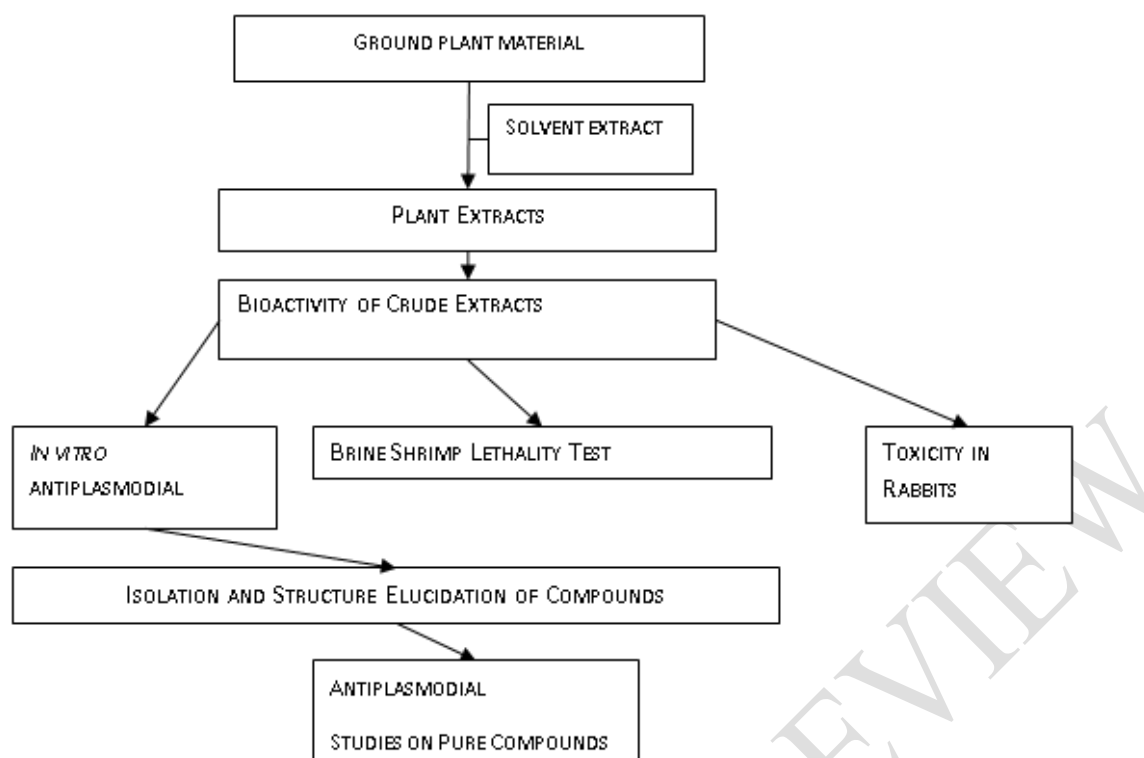 GROUND PLANT MATERIAL
SOLVENT EXTRACT
PLANT EXTRACTS
BIOACTIVITY OF CRUDE EXTRACTS
IN VITRO
ANTIPLASMODIAL
BRINE SHRIMP LETHALITY TEST
TOXICITY IN
RABBITS
ISOLATION AND STRUCTURE ELUCIDATION OF COMPOUNDS
ANTIPLASMODIAL
STUDIES ON PURE COMPOUNDS
EVIEW